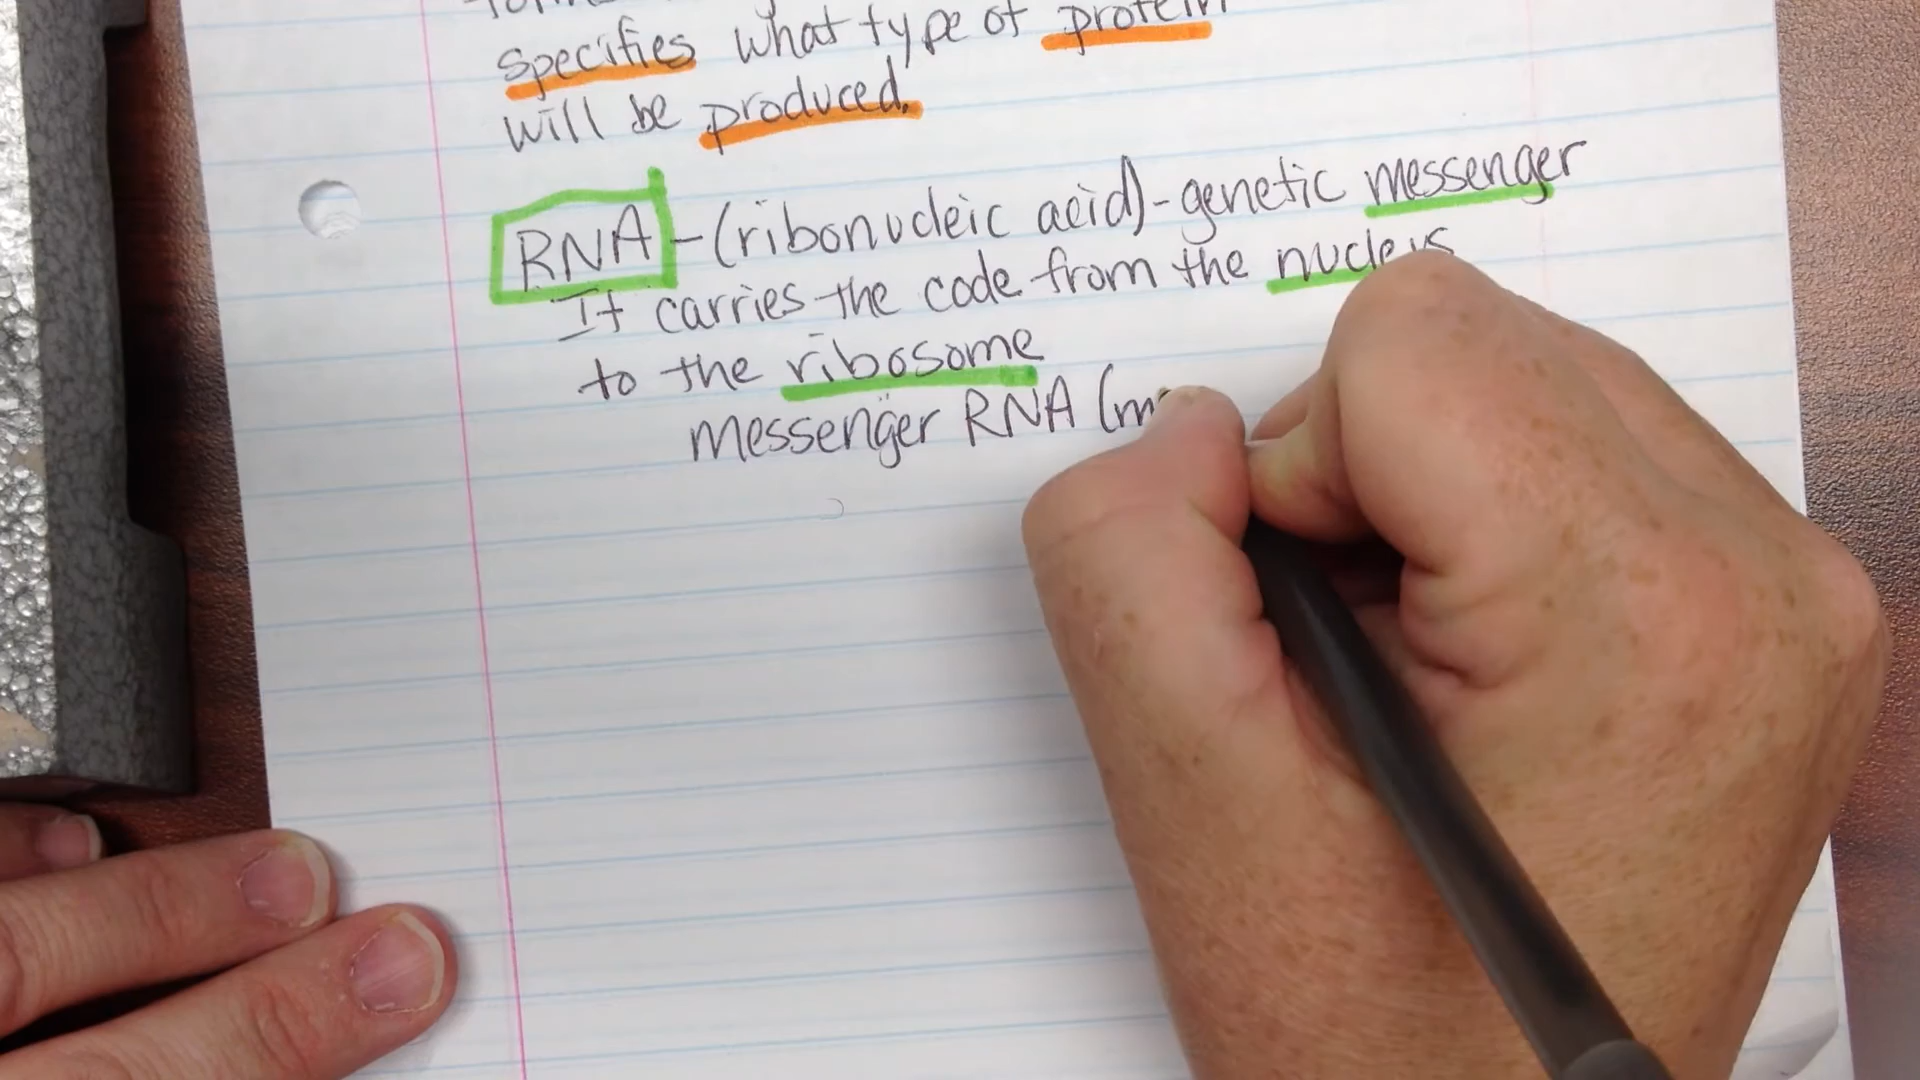 specifies what type of protein
will be produced.
RNA - (ribonucleic acid) - genetic messenger
It carries the code from the nucleus
to the ribosome
messenger RNA (m